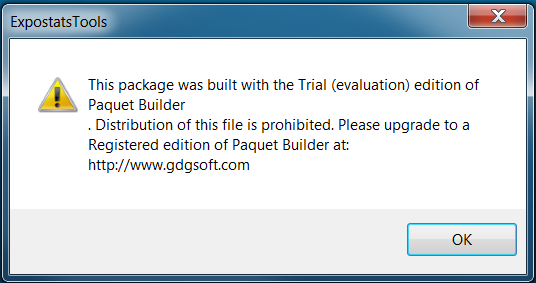 ExpostatsTools
This package was built with the Trial (evaluation) edition of
Paquet Builder
. Distribution of this file is prohibited. Please upgrade to a
Registered edition of Paquet Builder at:
http://www.gdgsoft.com
OK